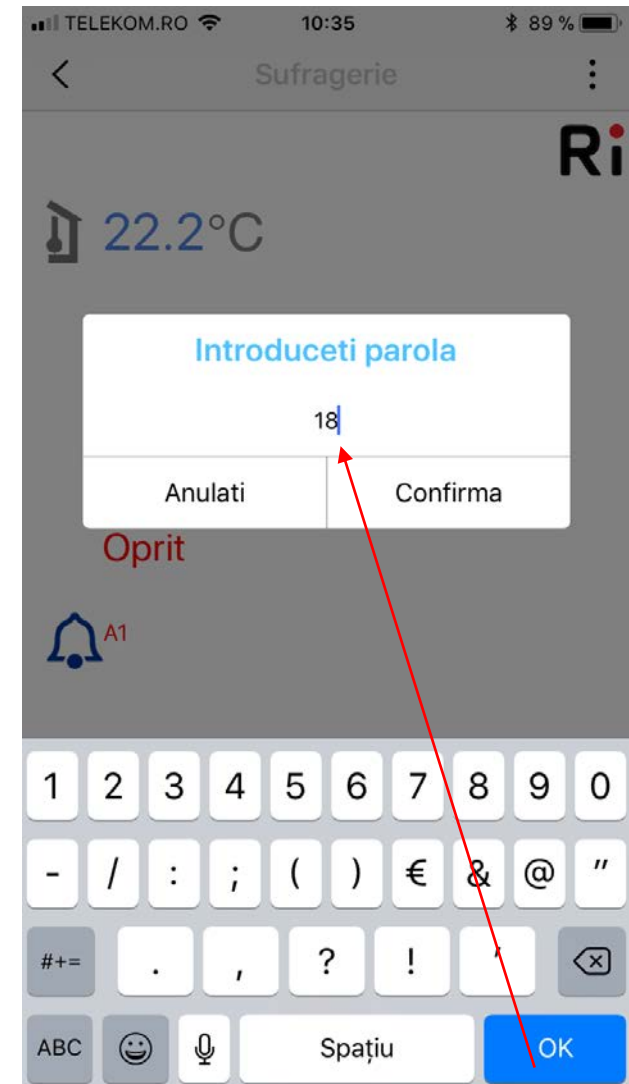 TELEKOM.RO 10:35 89 %
Sufragerie
Ri
22.2°C
Introduceti parola
18
Anulati Confirma
Oprit
A1
1 2 3 4 5 6 7 8 9 0
- / : ; ( ) € & @ "
#+= . , ? ! '
ABC Spațiu OK